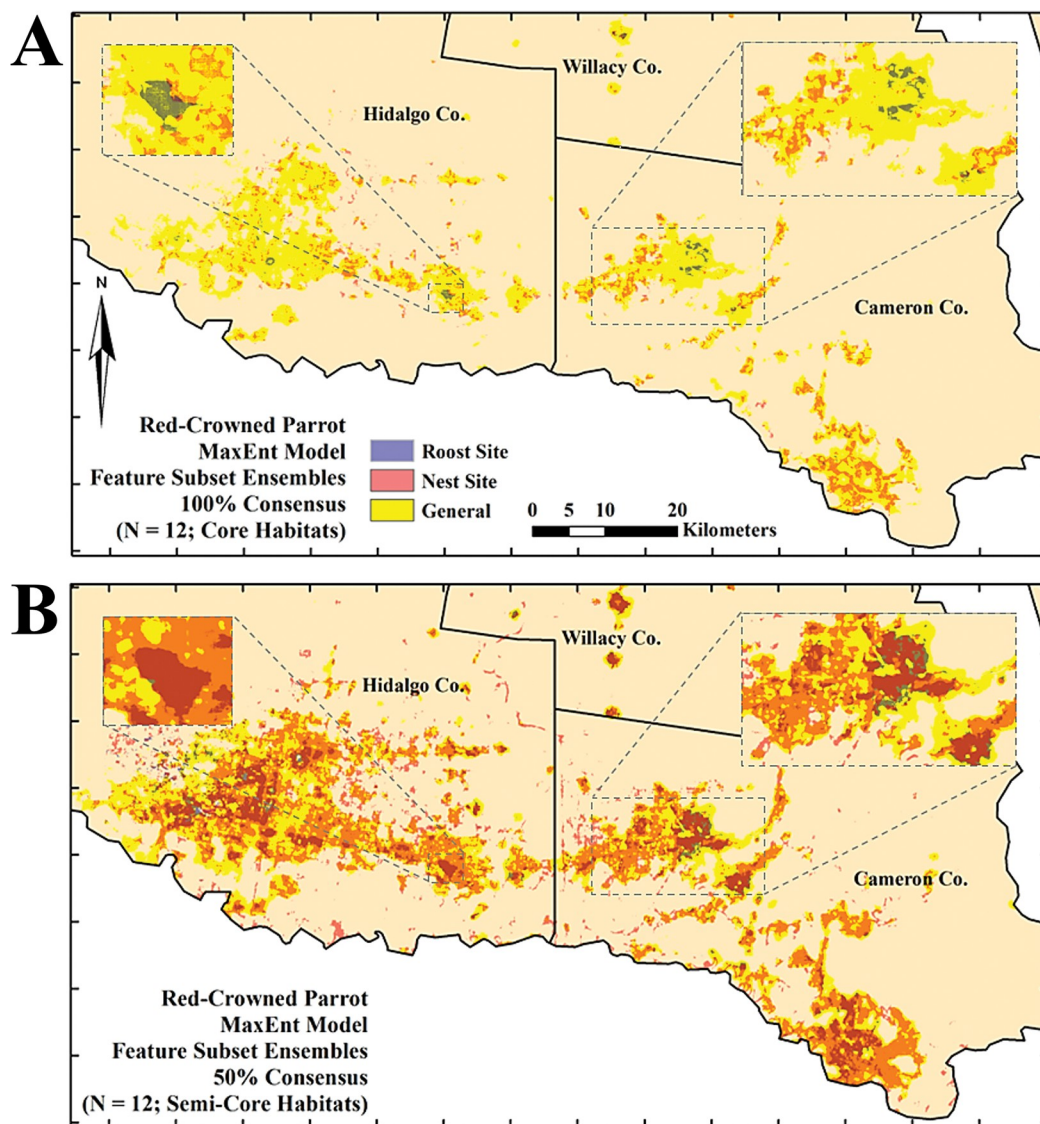 A
Willacy Co.
Hidalgo Co.
Cameron Co.
N
Red-Crowned Parrot
MaxEnt Model
Feature Subset Ensembles
100% Consensus
(N = 12; Core Habitats)
Roost Site
Nest Site
General
0 5 10 20
Kilometers
B
Willacy Co.
Hidalgo Co.
Cameron Co.
Red-Crowned Parrot
MaxEnt Model
Feature Subset Ensembles
50% Consensus
(N = 12; Semi-Core Habitats)